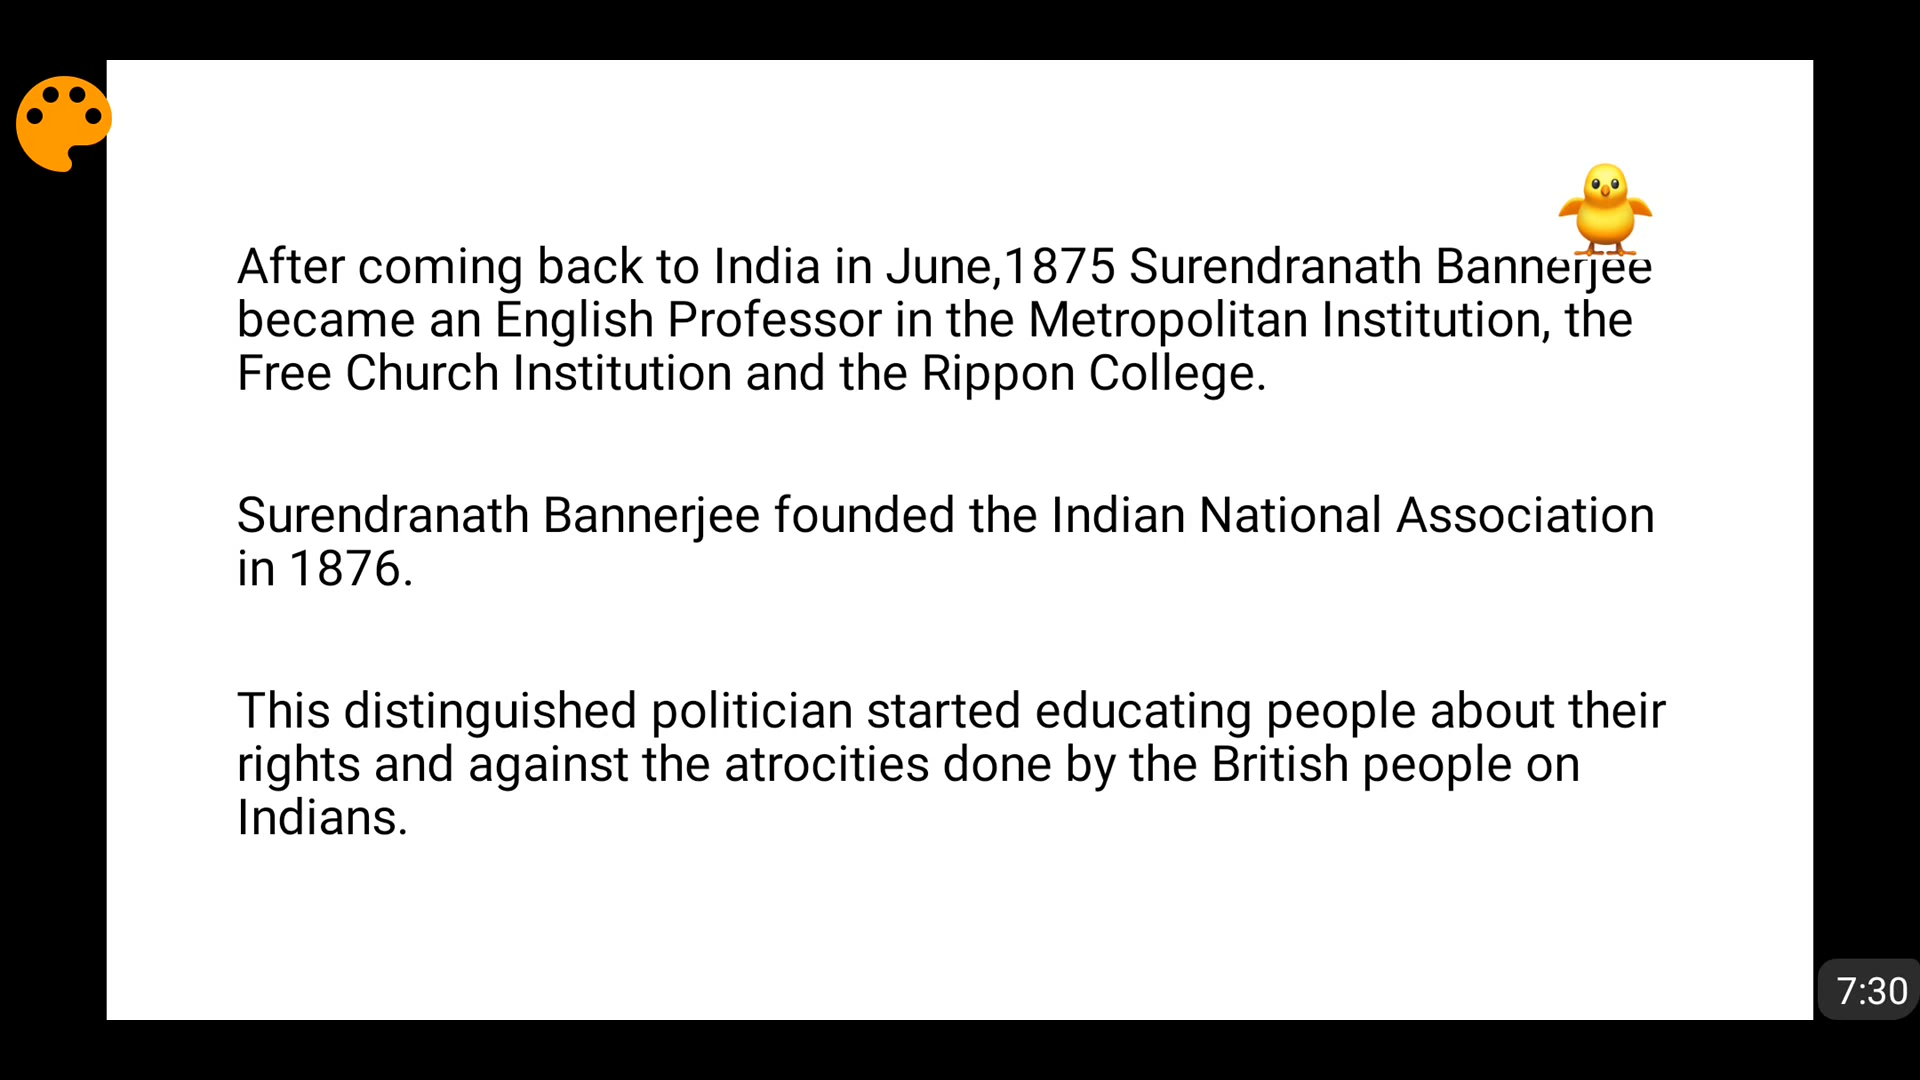 After coming back to India in June,1875 Surendranath Bannerjee
became an English Professor in the Metropolitan Institution, the
Free Church Institution and the Rippon College.
Surendranath Bannerjee founded the Indian National Association
in 1876.
This distinguished politician started educating people about their
rights and against the atrocities done by the British people on
Indians.
7:30